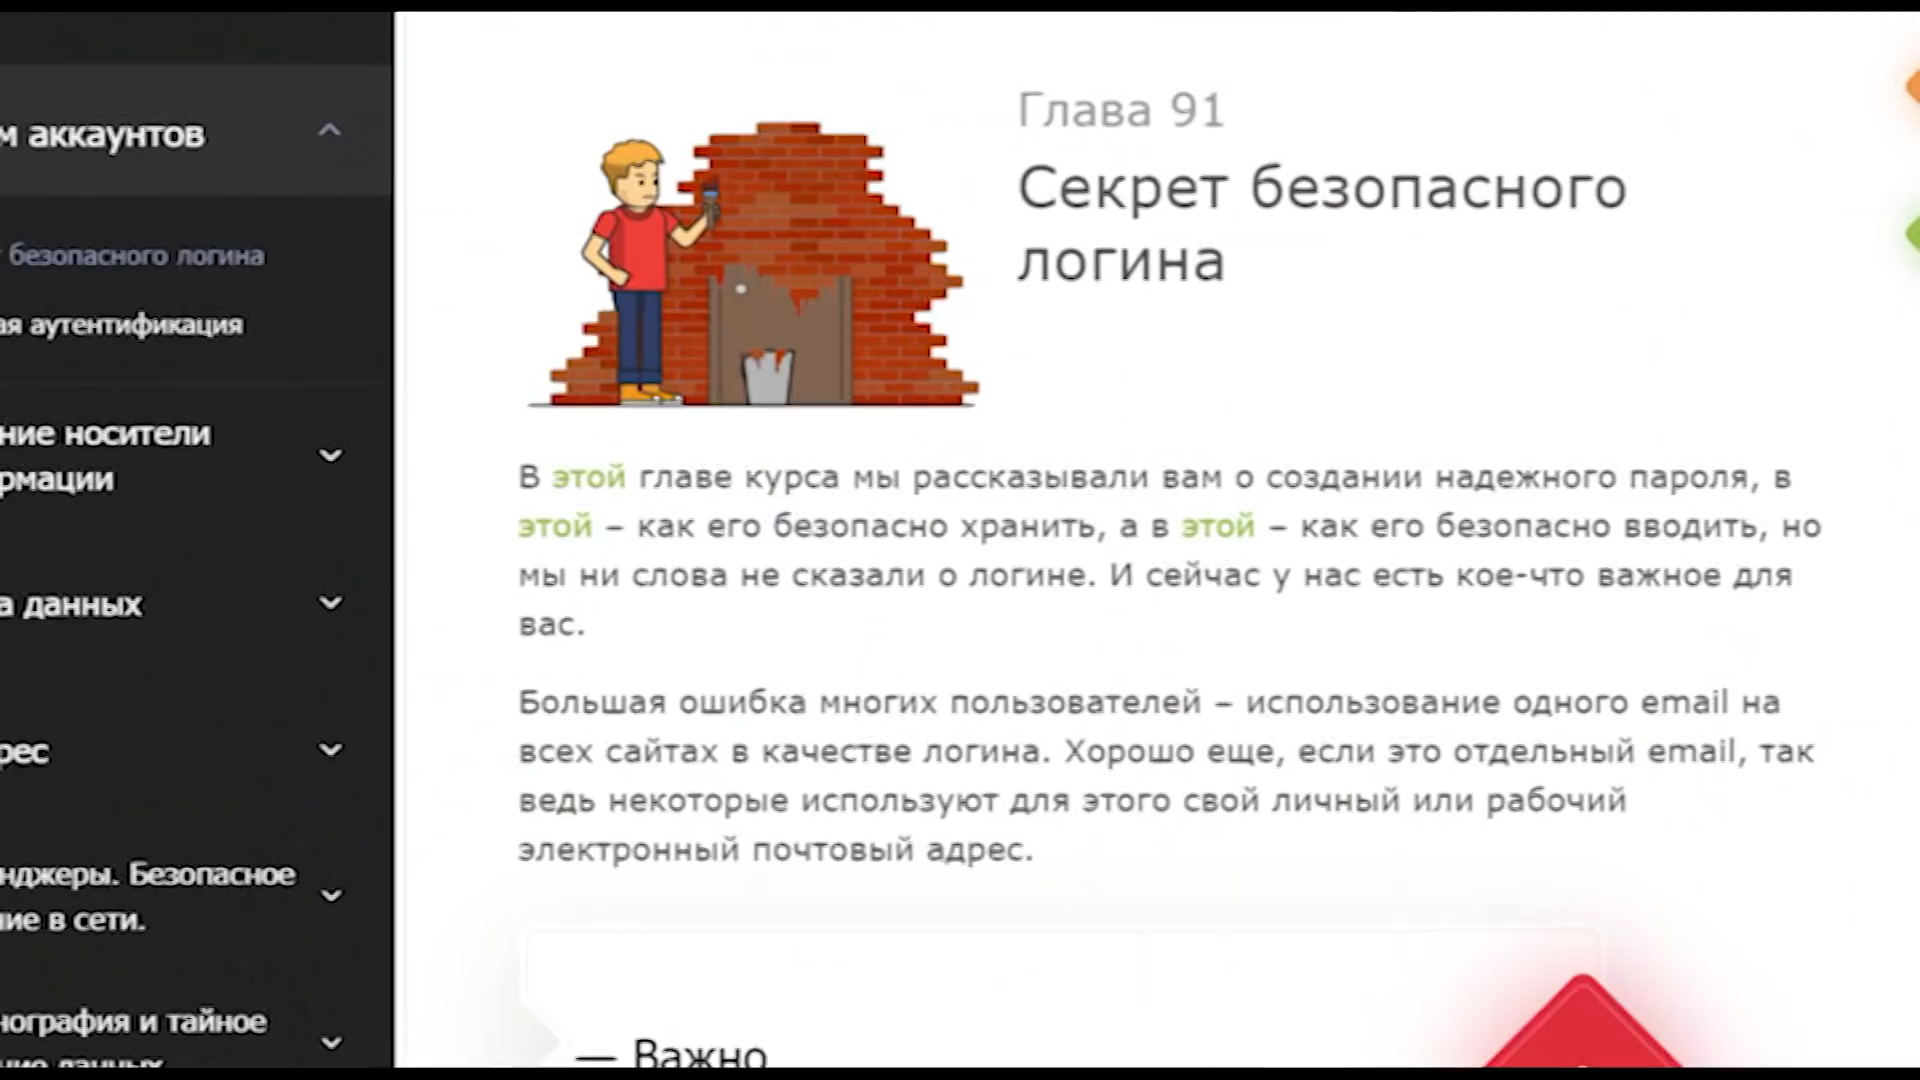 м аккаунтов
безопасного логина
ая аутентификация
ние носители
рмации
а данных
рес
нджеры. Безопасное
ние в сети.
нография и тайное
Глава 91
Секрет безопасного
логина
В этой главе курса мы рассказывали вам о создании надежного пароля, в
этой – как его безопасно хранить, а в этой – как его безопасно вводить, но
мы ни слова не сказали о логине. И сейчас у нас есть кое-что важное для
вас.
Большая ошибка многих пользователей – использование одного email на
всех сайтах в качестве логина. Хорошо еще, если это отдельный email, так
ведь некоторые используют для этого свой личный или рабочий
электронный почтовый адрес.
— Важно